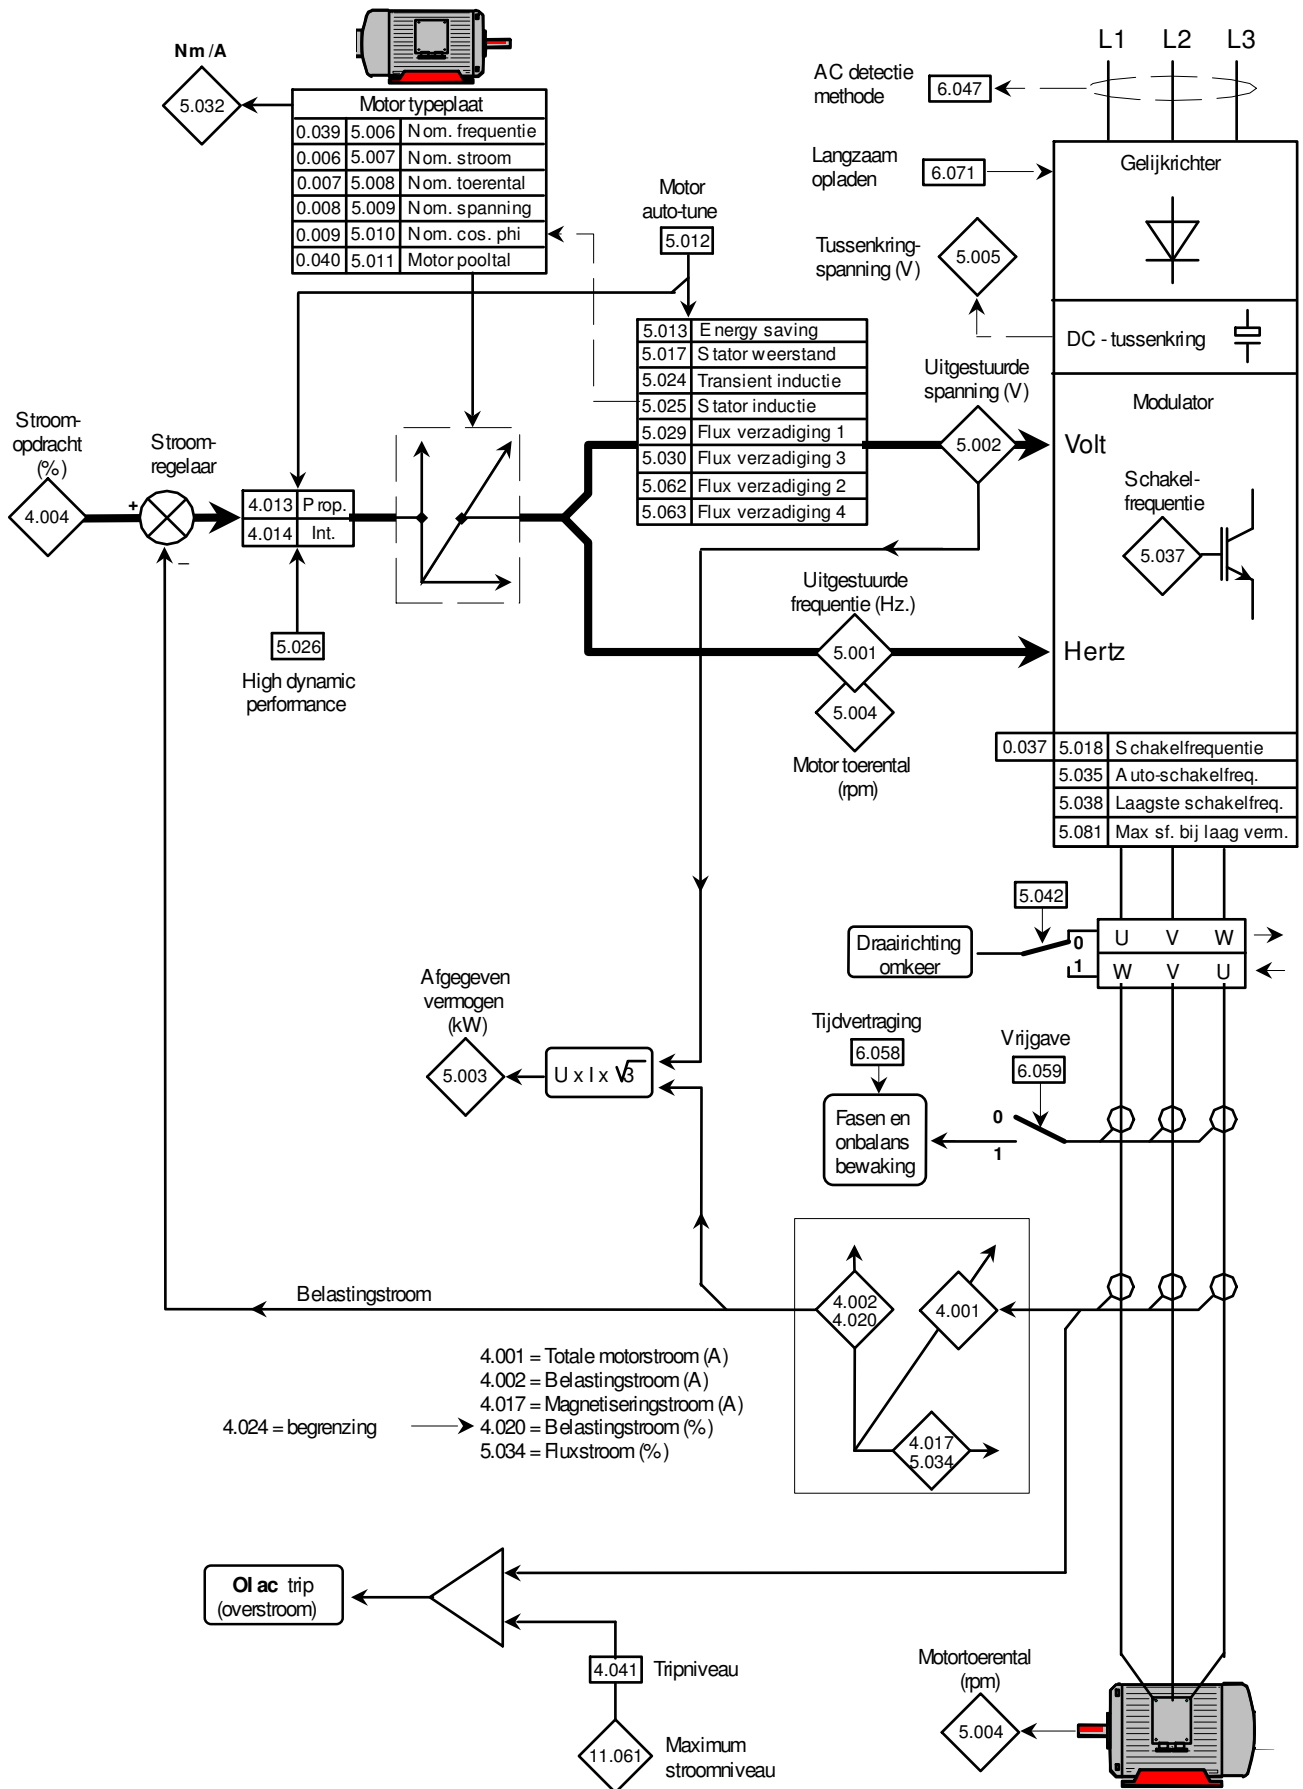 Nm/A
5.032
Motor typeplaat
0.039 5.006 Nom. frequentie
0.006 5.007 Nom. stroom
0.007 5.008 Nom. toerental
0.008 5.009 Nom. spanning
0.009 5.010 Nom. cos. phi
0.040 5.011 Motor pooltal
L1 L2 L3
AC detectie
methode
6.047
Langzaam
opladen
6.071
Gelijkrichter
Motor
auto-tune
5.012
Tussenkring-
spanning (V)
5.005
DC - tussenkring
5.013 Energy saving
5.017 Stator weerstand
5.024 Transient inductie
5.025 Stator inductie
5.029 Flux verzadiging 1
5.030 Flux verzadiging 3
5.062 Flux verzadiging 2
5.063 Flux verzadiging 4
Uitgestuurde
spanning (V)
5.002
Modulator
Volt
Schakel-
frequentie
5.037
Hertz
Stroom-
opdracht
(%)
4.004
Stroom-
regelaar
+
–
4.013 Prop.
4.014 Int.
5.026
High dynamic
performance
Uitgestuurde
frequentie (Hz.)
5.001
5.004
Motor toerental
(rpm)
0.037 5.018 Schakelfrequentie
5.035 Auto-schakelfreq.
5.038 Laagste schakelfreq.
5.081 Max sf. bij laag verm.
5.042
Draairichting
omkeer
0
1
U V W
W V U
Afgegeven
vermogen
(kW)
5.003
U x I x √3
Tijdvertraging
6.058
Vrijgave
6.059
Fasen en
onbalans
bewaking
0
1
Belastingstroom
4.002
4.020
4.001
4.017
5.034
4.001 = Totale motorstroom (A)
4.002 = Belastingstroom (A)
4.017 = Magnetiseringstroom (A)
4.024 = begrenzing 4.020 = Belastingstroom (%)
5.034 = Fluxstroom (%)
OI ac trip
(overstroom)
4.041 Tripniveau
11.061
Maximum
stroomniveau
Motortoerental
(rpm)
5.004